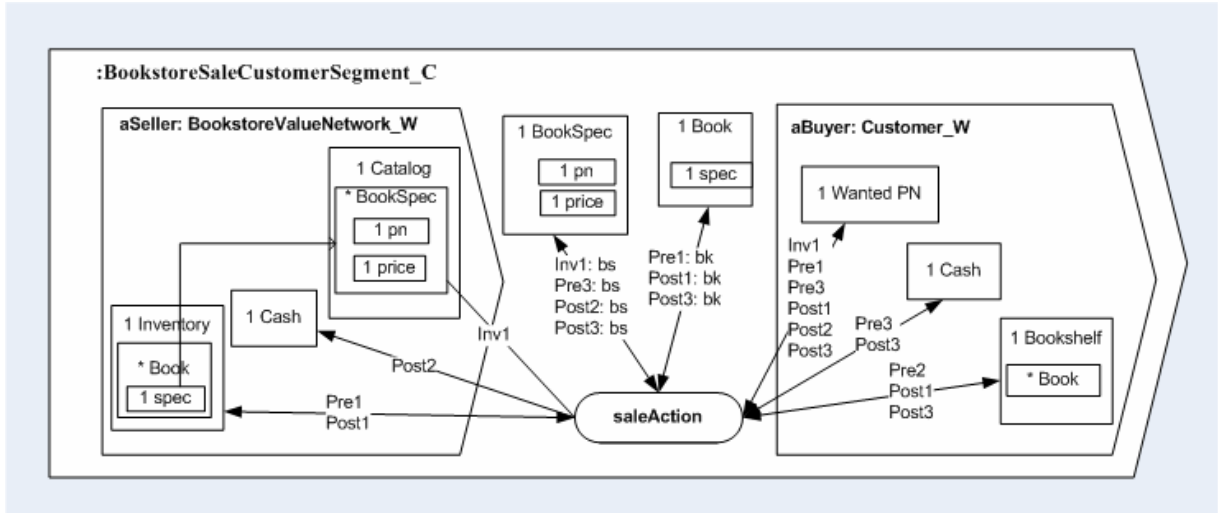 :BookstoreSaleCustomerSegment_C
aSeller: BookstoreValueNetwork_W
1 Catalog
* BookSpec
1 pn
1 price
1 Inventory
* Book
1 spec
1 Cash
1 BookSpec
1 pn
1 price
1 Book
1 spec
Inv1: bs
Pre3: bs
Post2: bs
Post3: bs
Pre1: bk
Post1: bk
Post3: bk
Inv1
Post2
Pre1
Post1
saleAction
aBuyer: Customer_W
1 Wanted PN
Inv1
Pre1
Pre3
Post1
Post2
Post3
1 Cash
Pre3
Post3
1 Bookshelf
* Book
Pre2
Post1
Post3